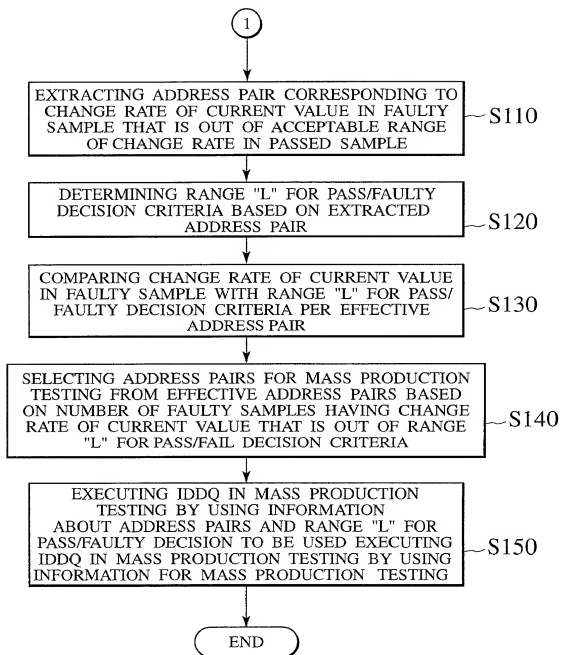 1
EXTRACTING ADDRESS PAIR CORRESPONDING TO
CHANGE RATE OF CURRENT VALUE IN FAULTY
SAMPLE THAT IS OUT OF ACCEPTABLE RANGE
OF CHANGE RATE IN PASSED SAMPLE
S110
DETERMINING RANGE "L" FOR PASS/FAULTY
DECISION CRITERIA BASED ON EXTRACTED
ADDRESS PAIR
S120
COMPARING CHANGE RATE OF CURRENT VALUE
IN FAULTY SAMPLE WITH RANGE "L" FOR PASS/
FAULTY DECISION CRITERIA PER EFFECTIVE
ADDRESS PAIR
S130
SELECTING ADDRESS PAIRS FOR MASS PRODUCTION
TESTING FROM EFFECTIVE ADDRESS PAIRS BASED
ON NUMBER OF FAULTY SAMPLES HAVING CHANGE
RATE OF CURRENT VALUE THAT IS OUT OF RANGE
"L" FOR PASS/FAIL DECISION CRITERIA
S140
EXECUTING IDDQ IN MASS PRODUCTION
TESTING BY USING INFORMATION
ABOUT ADDRESS PAIRS AND RANGE "L" FOR
PASS/FAULTY DECISION TO BE USED EXECUTING
IDDQ IN MASS PRODUCTION TESTING BY USING
INFORMATION FOR MASS PRODUCTION TESTING
S150
END